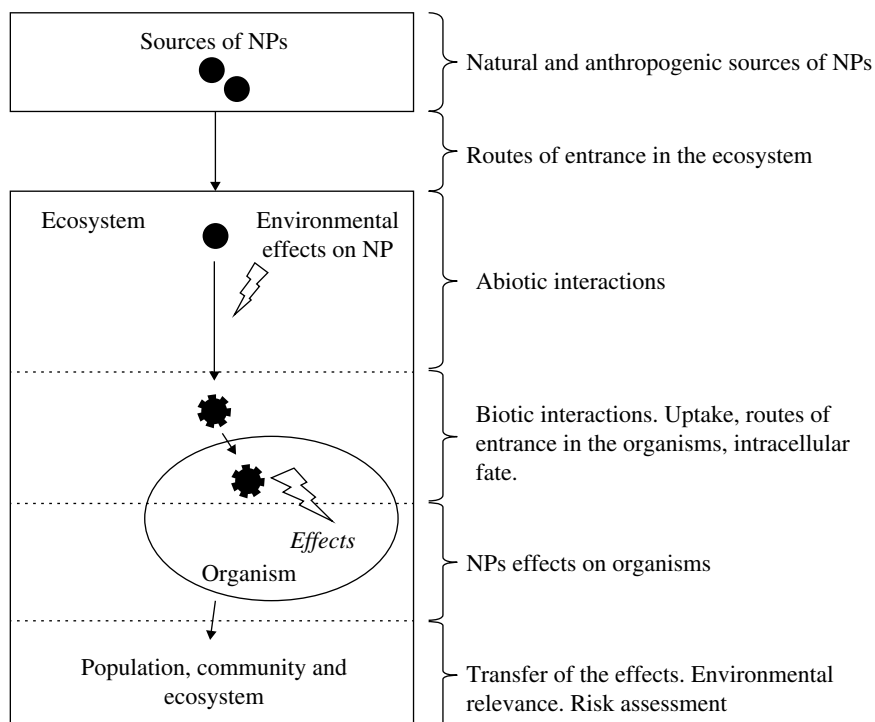 Sources of NPs
Natural and anthropogenic sources of NPs
Routes of entrance in the ecosystem
Ecosystem
Environmental
effects on NP
Abiotic interactions
Biotic interactions. Uptake, routes of
entrance in the organisms, intracellular
fate.
Effects
Organism
NPs effects on organisms
Population, community and
ecosystem
Transfer of the effects. Environmental
relevance. Risk assessment